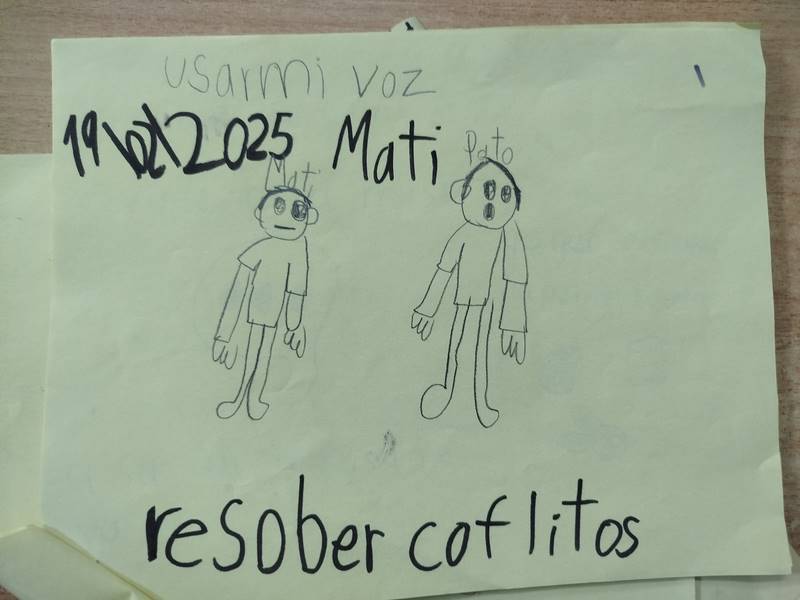 usarmi voz
19\02\2025 Mati Pato
Mati
resober coflitos